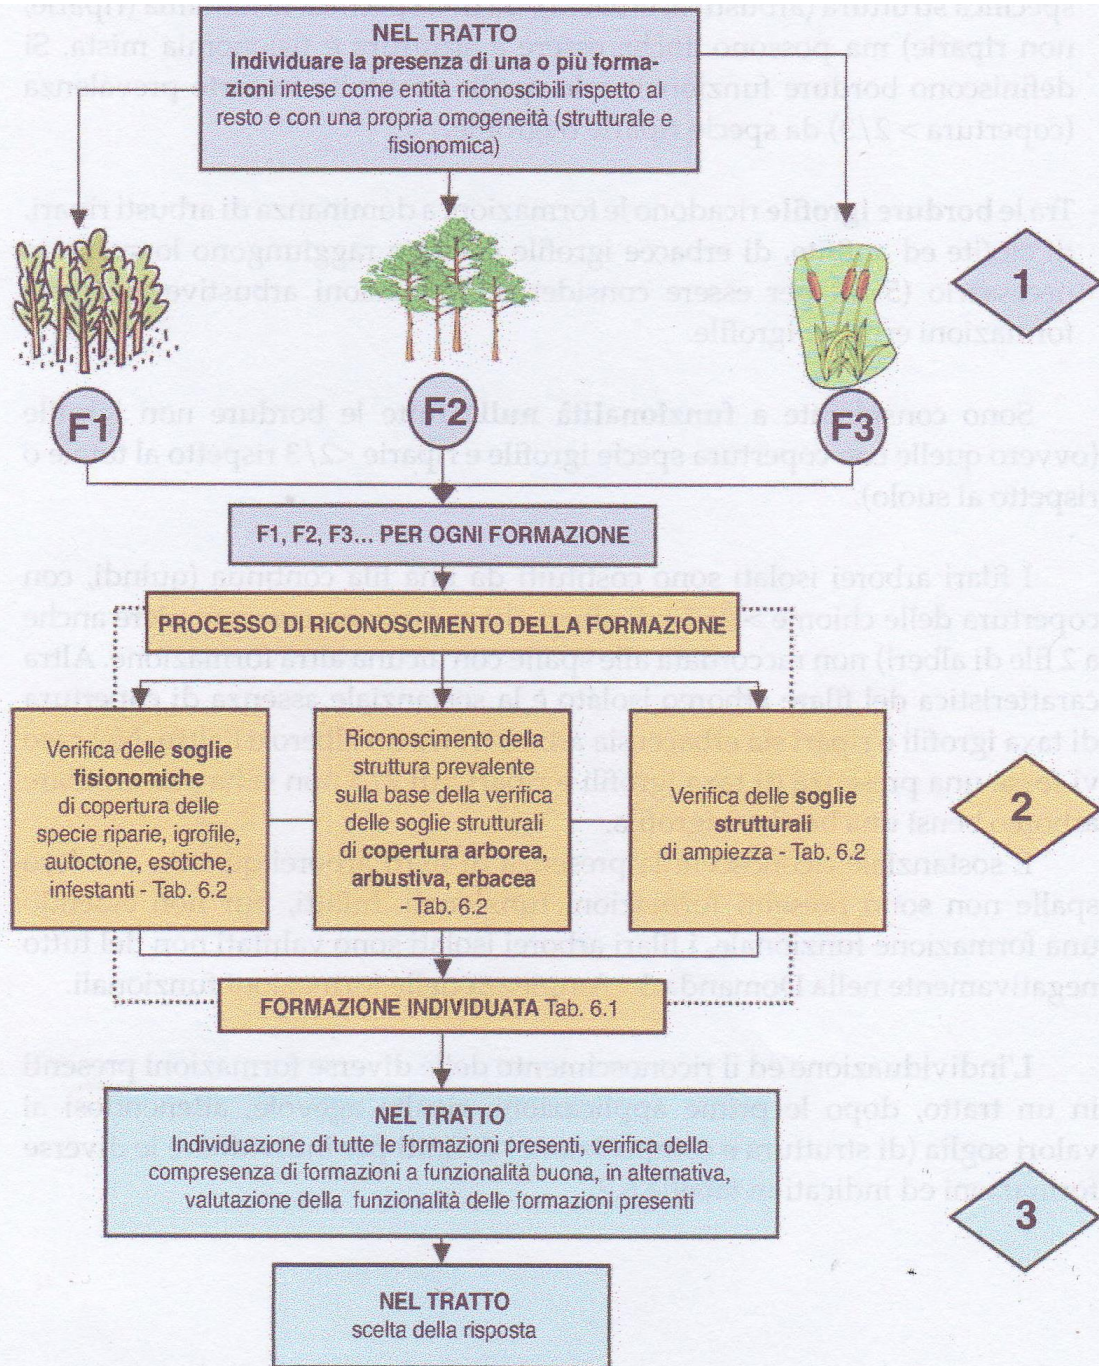 NEL TRATTO
Individuare la presenza di una o più forma-
zioni intese come entità riconoscibili rispetto al
resto e con una propria omogeneità (strutturale e
fisionomica)
1
F1
F2
F3
F1, F2, F3... PER OGNI FORMAZIONE
PROCESSO DI RICONOSCIMENTO DELLA FORMAZIONE
Verifica delle soglie
fisionomiche
di copertura delle
specie riparie, igrofile,
autoctone, esotiche,
infestanti - Tab. 6.2
Riconoscimento della
struttura prevalente
sulla base della verifica
delle soglie strutturali
di copertura arborea,
arbustiva, erbacea
- Tab. 6.2
Verifica delle soglie
strutturali
di ampiezza - Tab. 6.2
2
FORMAZIONE INDIVIDUATA Tab. 6.1
NEL TRATTO
Individuazione di tutte le formazioni presenti, verifica della
compresenza di formazioni a funzionalità buona, in alternativa,
valutazione della funzionalità delle formazioni presenti
3
NEL TRATTO
scelta della risposta